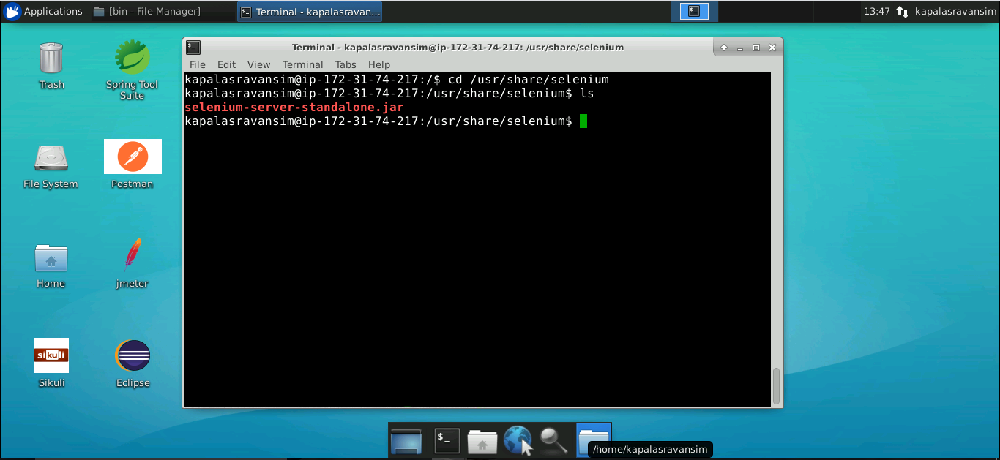 Applications
[bin - File Manager]
Terminal - kapalasravan...
13:47
kapalasravansim
Terminal - kapalasravansim@ip-172-31-74-217: /usr/share/selenium
File Edit View Terminal Tabs Help
kapalasravansim@ip-172-31-74-217:/$ cd /usr/share/selenium
kapalasravansim@ip-172-31-74-217:/usr/share/selenium$ ls
selenium-server-standalone.jar
kapalasravansim@ip-172-31-74-217:/usr/share/selenium$
Trash
Spring Tool
Suite
File System
Postman
Home
jmeter
sikuli
Sikuli
Eclipse
$_
/home/kapalasravansim